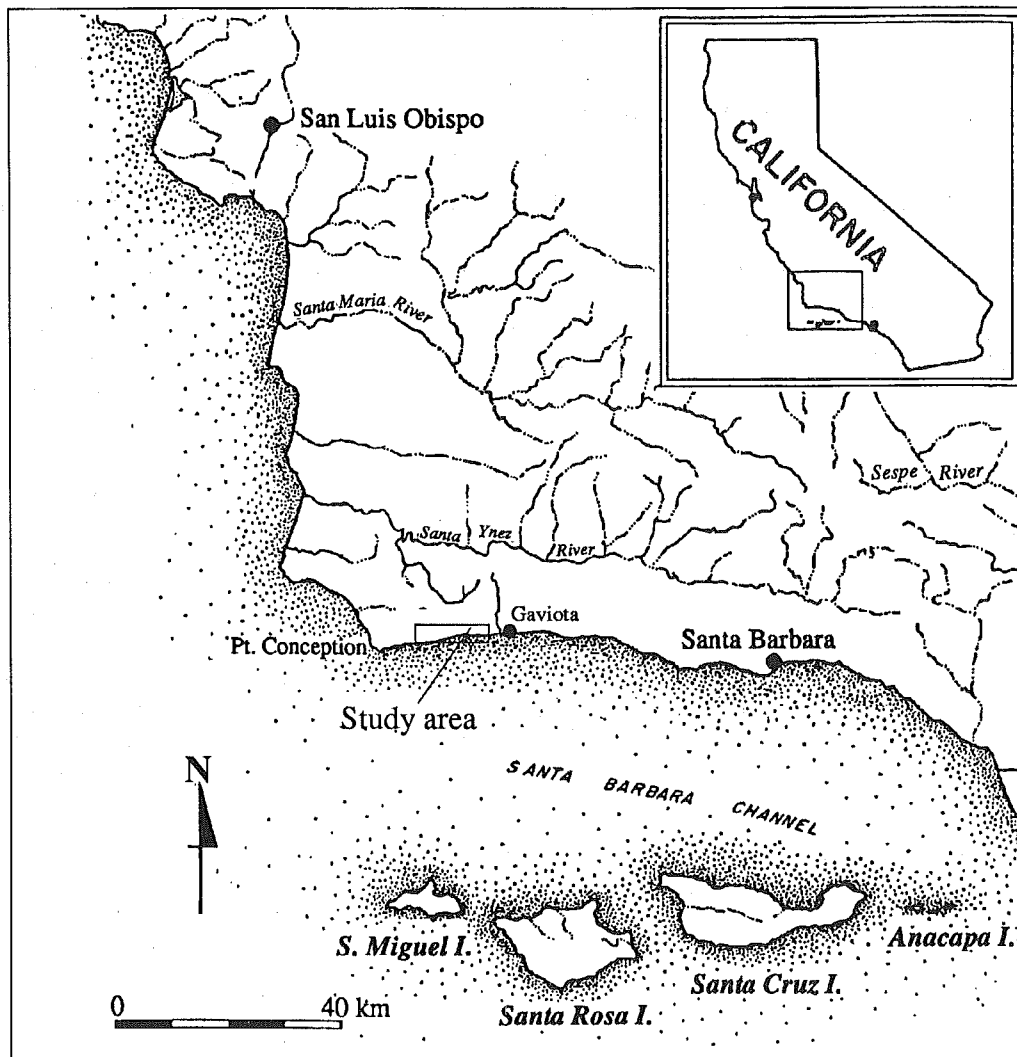 San Luis Obispo
CALIFORNIA
Santa Maria River
Sespe River
Santa Ynez River
Gaviota
Pt. Conception
Santa Barbara
Study area
N
SANTA BARBARA CHANNEL
S. Miguel I.
Anacapa I.
Santa Cruz I.
Santa Rosa I.
0 40 km